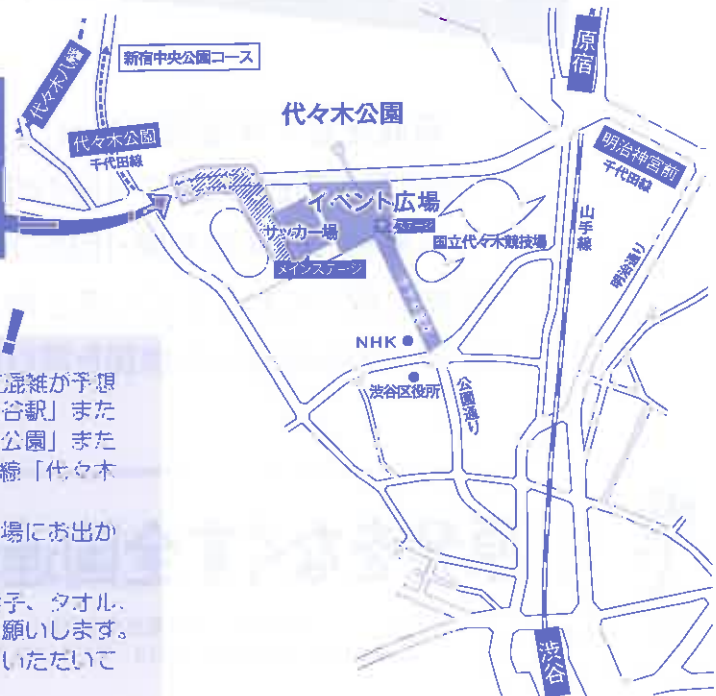 原宿
新宿中央公園コース
代々木八幡
代々木公園
代々木公園
千代田線
明治神宮前
千代田線
イベント広場
サッカー場
ステージ
国立代々木競技場
山手線
明治通り
メインステージ
NHK
渋谷区役所
公園通り
!
混雑が予想
谷駅」また
公園」また
線「代々木
場にお出か
子、タオル、
願いします。
いただいて
渋谷